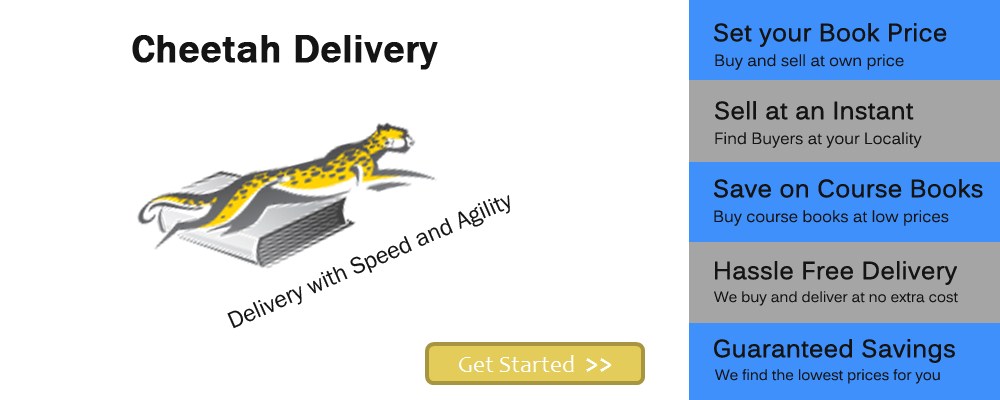 Cheetah Delivery
Delivery with Speed and Agility
Get Started >>
Set your Book Price
Buy and sell at own price
Sell at an Instant
Find Buyers at your Locality
Save on Course Books
Buy course books at low prices
Hassle Free Delivery
We buy and deliver at no extra cost
Guaranteed Savings
We find the lowest prices for you